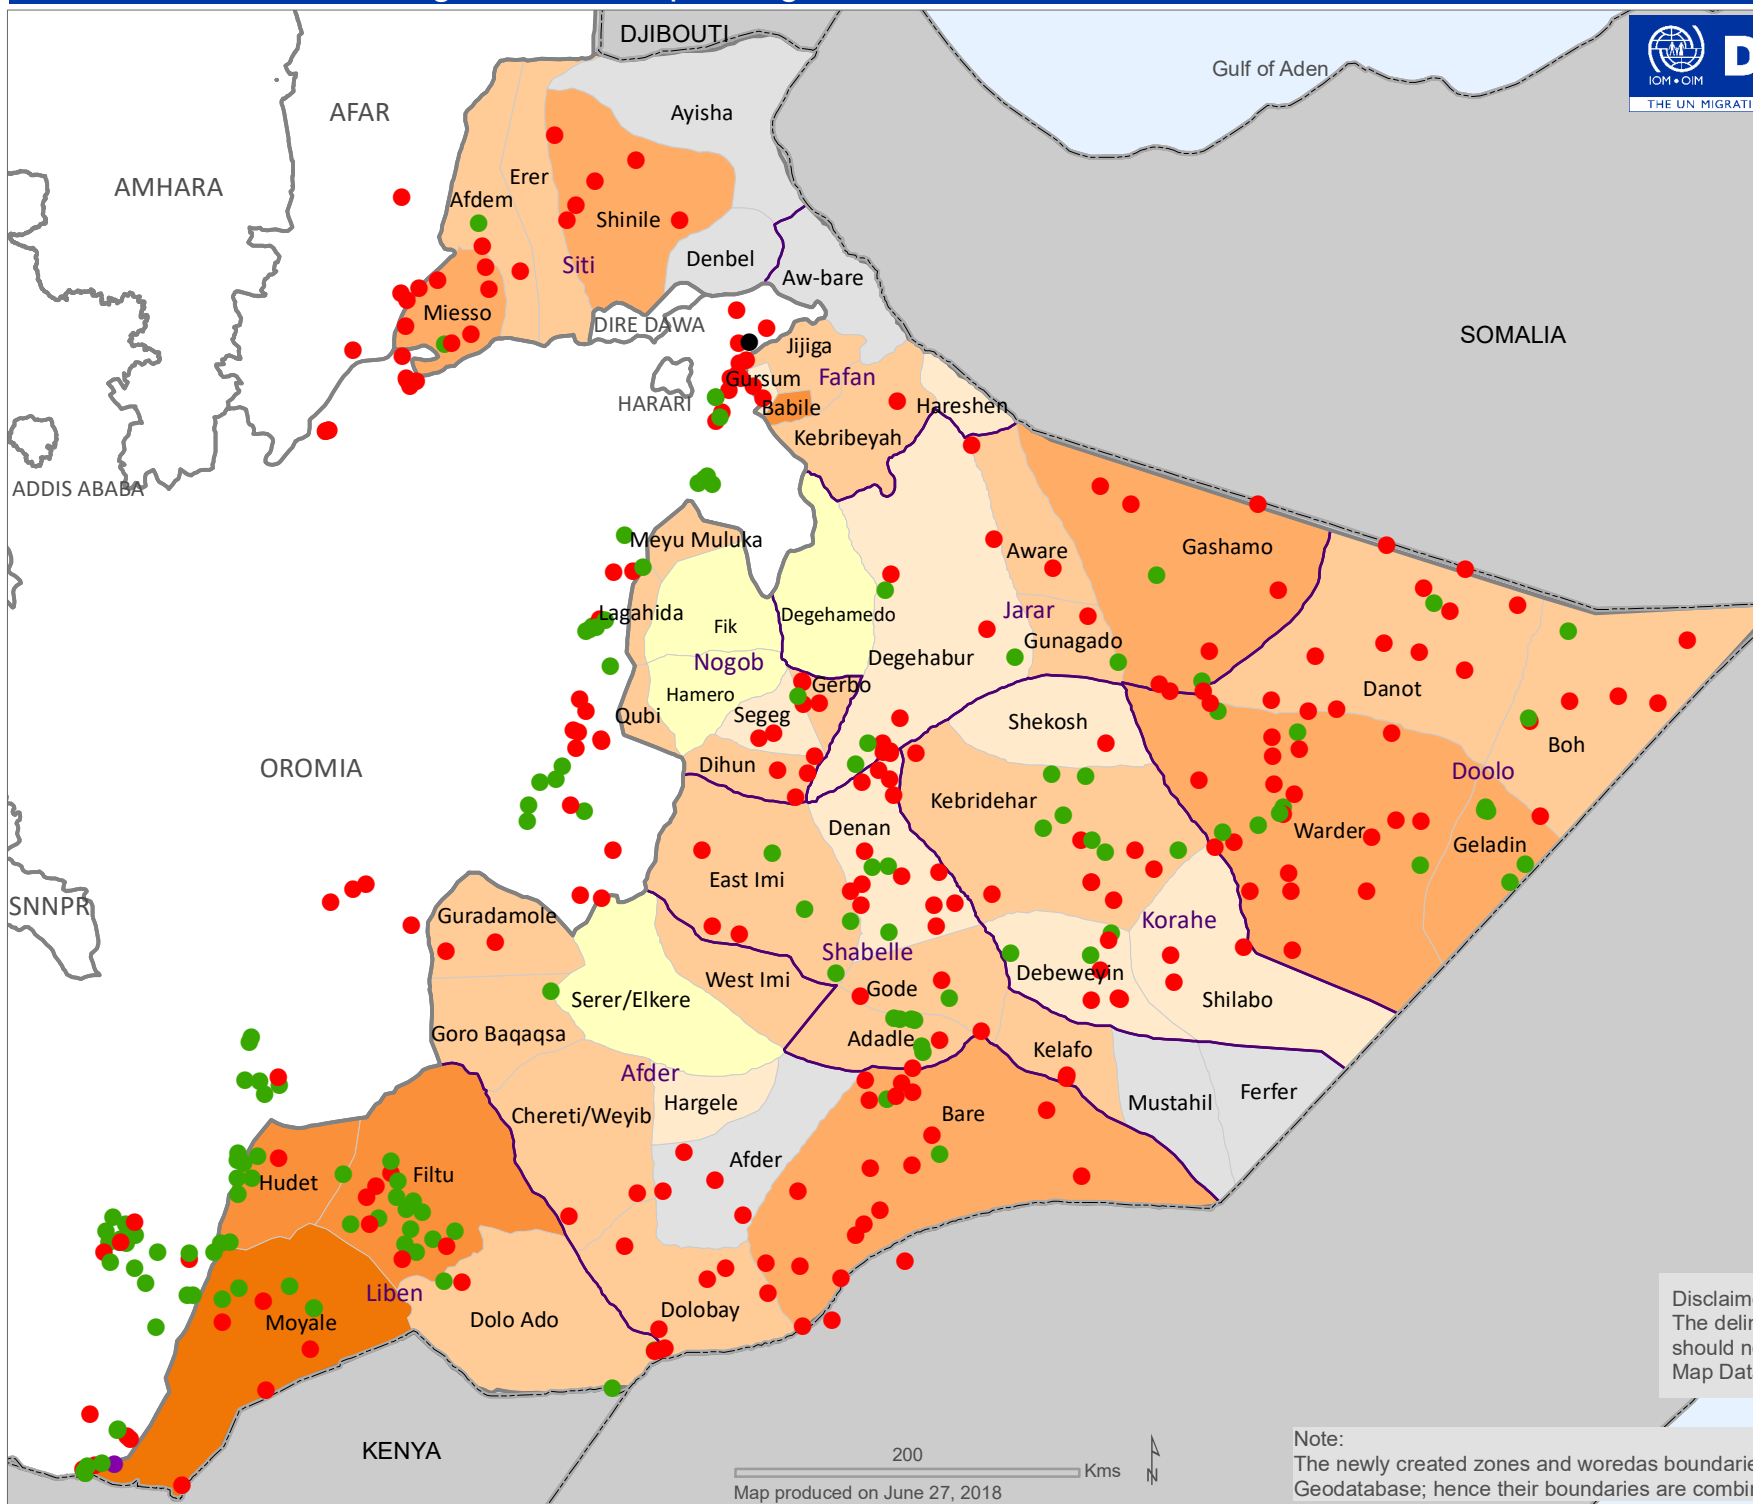 DJIBOUTI
Gulf of Aden
IOM • OIM
D
THE UN MIGRATI
AFAR
Ayisha
AMHARA
Erer
Afdem
Shinile
Siti
Denbel
Aw-bare
Miesso
DIRE DAWA
SOMALIA
Jijiga
Gursum
Fafan
HARARI
Babile
Hareshen
Kebribeyah
ADDIS ABABA
Meyu Muluka
Aware
Gashamo
Lagahida
Fik
Degehamedo
Jarar
Gunagado
Nogob
Degehabur
Hamero
Gerbo
Danot
Qubi
Segeg
Shekosh
Boh
OROMIA
Dihun
Doolo
Kebridehar
Denan
Warder
Geladin
East Imi
SNNPR
Guradamole
Korahe
Shabelle
West Imi
Debeweyin
Serer/Elkere
Gode
Shilabo
Goro Baqaqsa
Adadle
Kelafo
Afder
Hargele
Ferfer
Chereti/Weyib
Bare
Mustahil
Afder
Filtu
Hudet
Liben
Dolobay
Moyale
Dolo Ado
Disclaim
The delin
should n
Map Dat
KENYA
200
Kms
N
Map produced on June 27, 2018
Note:
The newly created zones and woredas boundarie
Geodatabase; hence their boundaries are combi